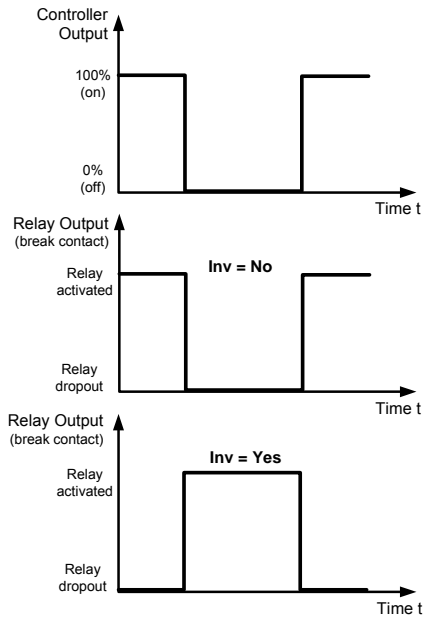 Controller
Output
100%
(on)
0%
(off)
Time t
Relay Output
(break contact)
Inv = No
Relay
activated
Relay
dropout
Time t
Relay Output
(break contact)
Inv = Yes
Relay
activated
Relay
dropout
Time t